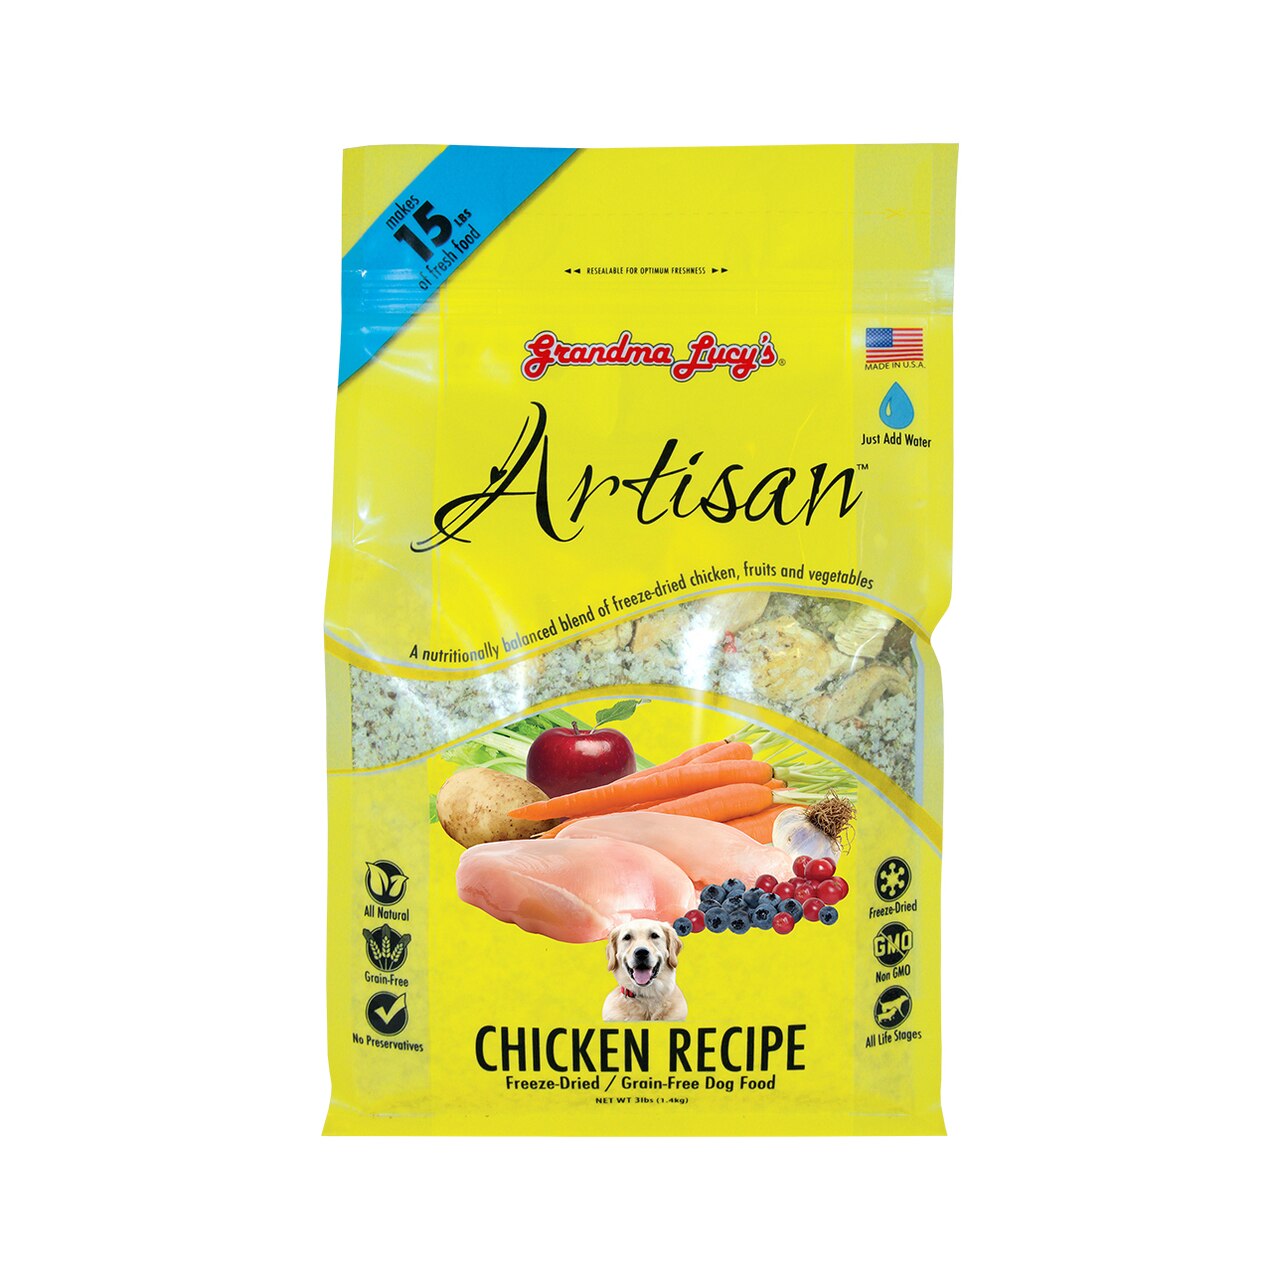 makes
15 LBS
of fresh food
RESEALABLE FOR OPTIMUM FRESHNESS
Grandma Lucy's®
MADE IN U.S.A.
Just Add Water
Artisan™
A nutritionally balanced blend of freeze-dried chicken, fruits and vegetables
All Natural
Grain-Free
No Preservatives
Freeze-Dried
GMO
Non GMO
All Life Stages
CHICKEN RECIPE
Freeze-Dried / Grain-Free Dog Food
NET WT 3lbs (1.4kg)